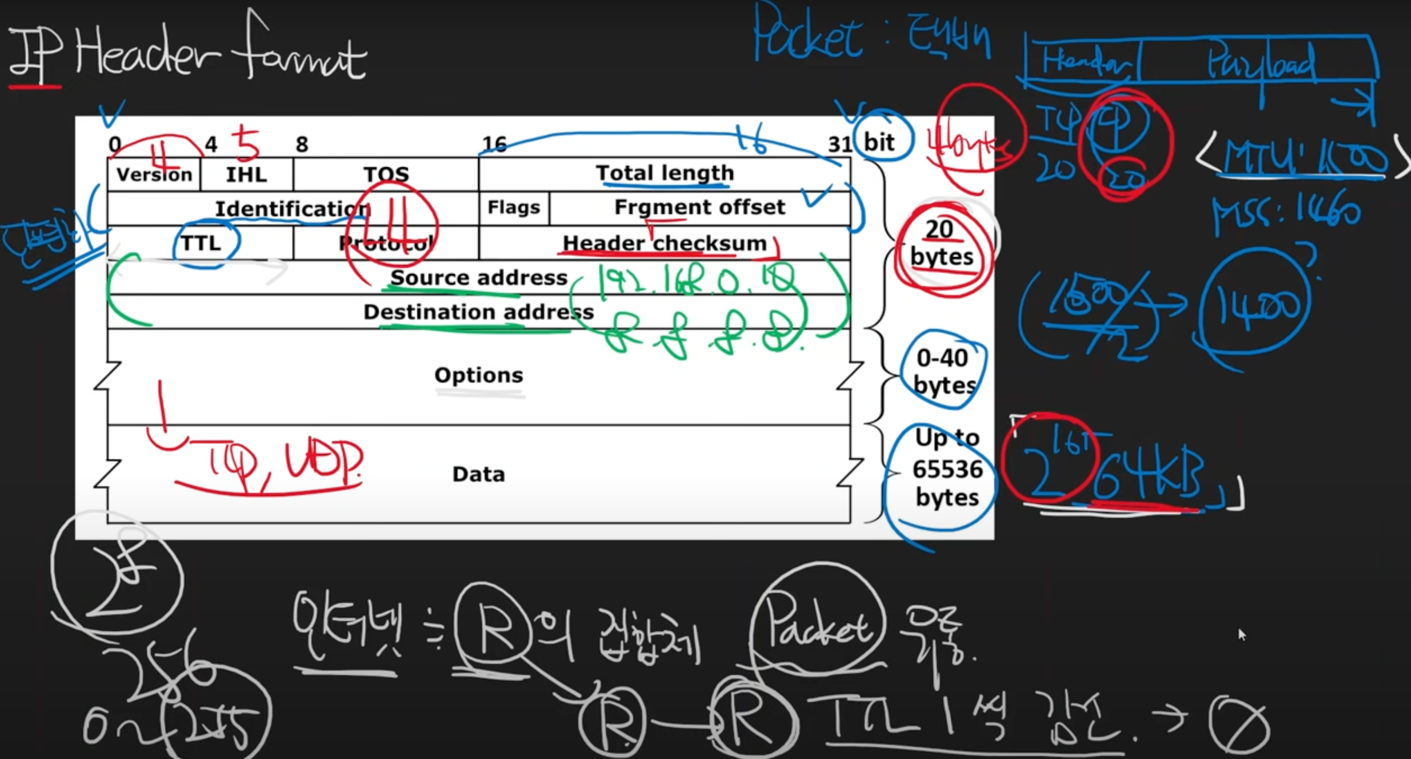 IP Header format
Packet : 단위
Header Payload
TCP IP
20 20
MTU: 1500
MSS: 1460
4bytes
0 4 8 16 31 bit
4 5 16
Version IHL TOS Total length
Identification Flags Frgment offset
TTL Protocol Header checksum
L4
Source address 192.168.0.10
Destination address 8.8.8.8.
20
bytes
Options
0-40
bytes
1500/2 → 1400?
TCP, UDP.
Data
Up to
65536
bytes
2^16 64KB
2^8
256
0~255
인터넷 ≒ R의 집합체 Packet 유통.
R R TTL 1씩 감소. → 0